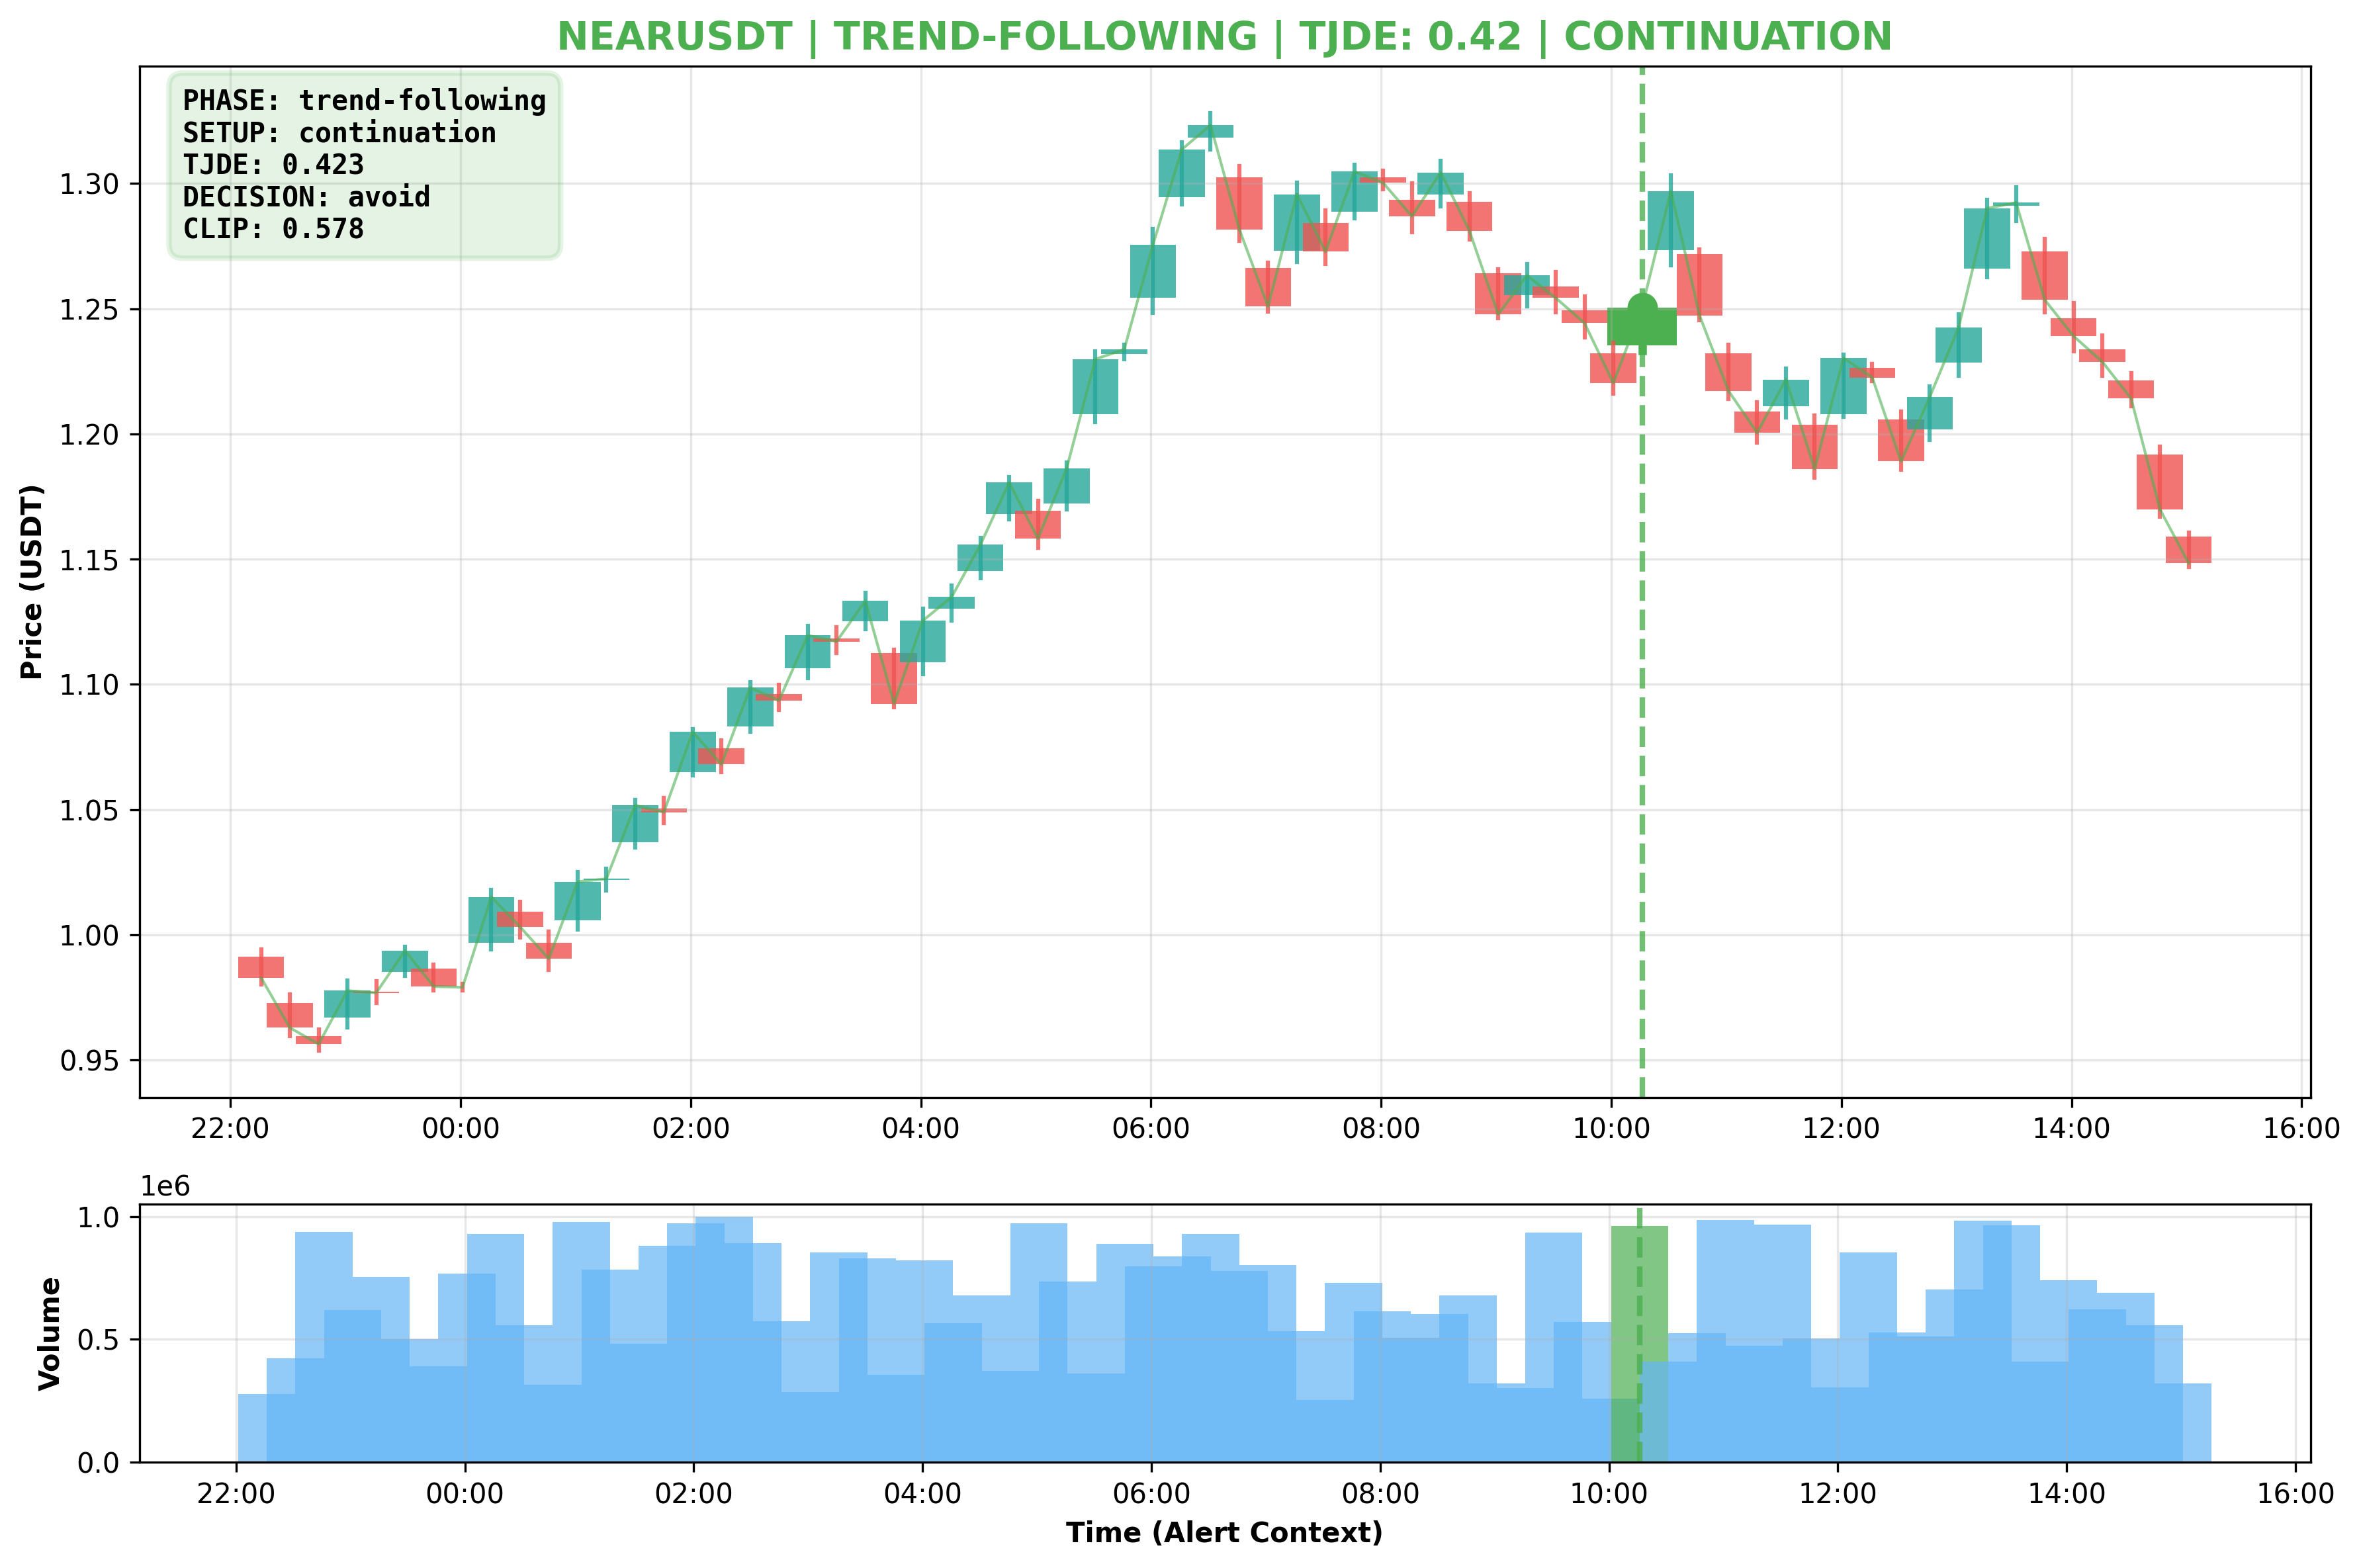 NEARUSDT | TREND-FOLLOWING | TJDE: 0.42 | CONTINUATION
PHASE: trend-following
SETUP: continuation
TJDE: 0.423
DECISION: avoid
CLIP: 0.578
Price (USDT)
1.30
1.25
1.20
1.15
1.10
1.05
1.00
0.95
22:00 00:00 02:00 04:00 06:00 08:00 10:00 12:00 14:00 16:00
1e6
Volume
1.0
0.5
0.0
22:00 00:00 02:00 04:00 06:00 08:00 10:00 12:00 14:00 16:00
Time (Alert Context)